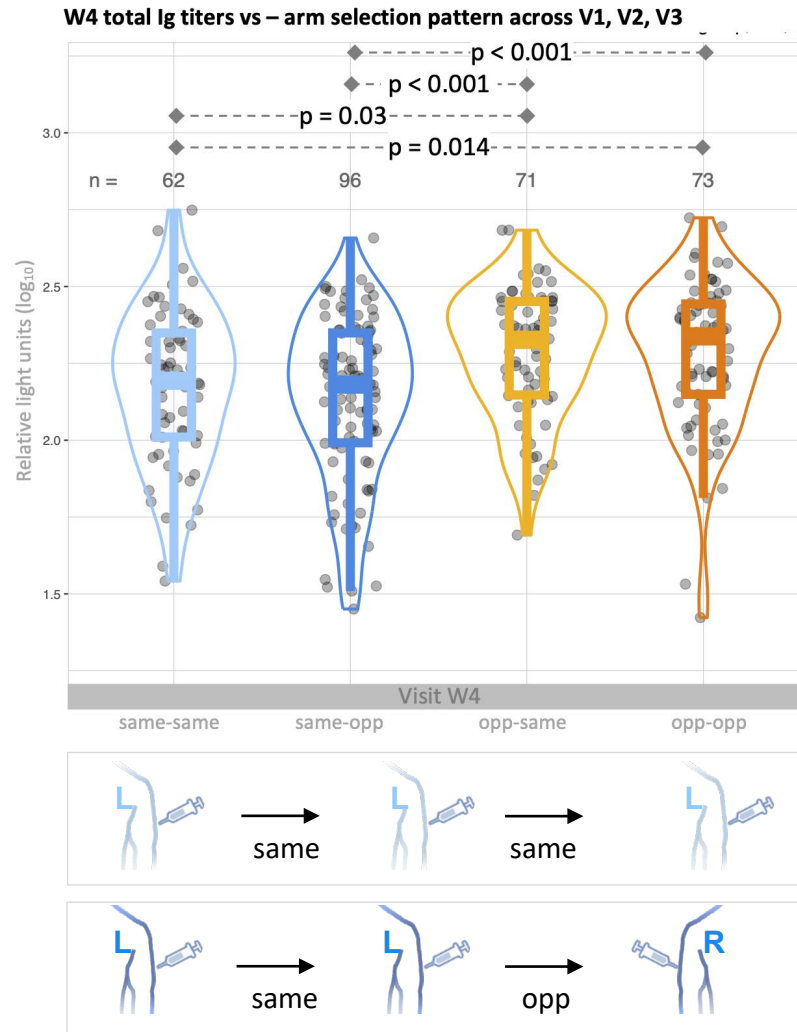 W4 total Ig titers vs – arm selection pattern across V1, V2, V3
p < 0.001
p < 0.001
p = 0.03
3.0
p = 0.014
n = 62 96 71 73
2.5
2.0
1.5
Relative light units (log10)
Visit W4
same-same same-opp opp-same opp-opp
L L L
same same
L L R
same opp